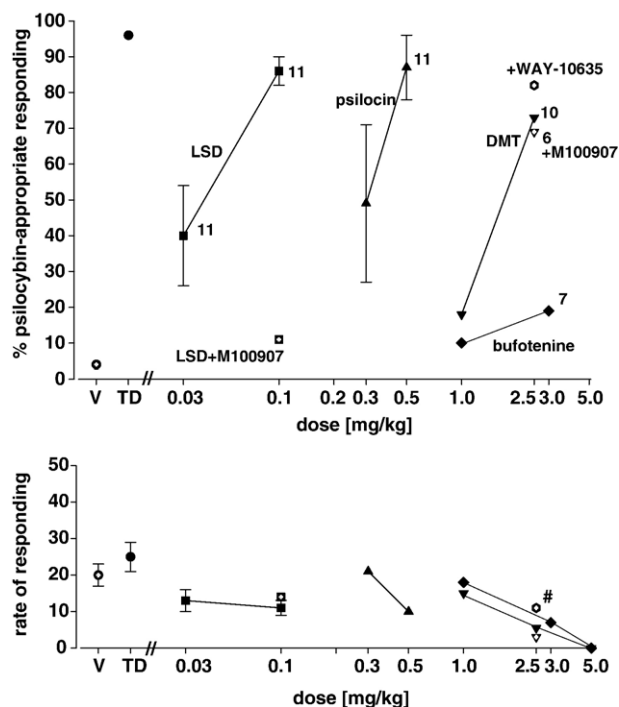 % psilocybin-appropriate responding
100
90
80
70
60
50
40
30
20
10
0
LSD
11
11
LSD+M100907
psilocin
11
+WAY-10635
10
DMT
6
+M100907
7
bufotenine
V TD // 0.03 0.1 0.2 0.3 0.5 1.0 2.5 3.0 5.0
dose [mg/kg]
rate of responding
50
40
30
20
10
0
#
V TD // 0.03 0.1 0.3 0.5 1.0 2.5 3.0 5.0
dose [mg/kg]